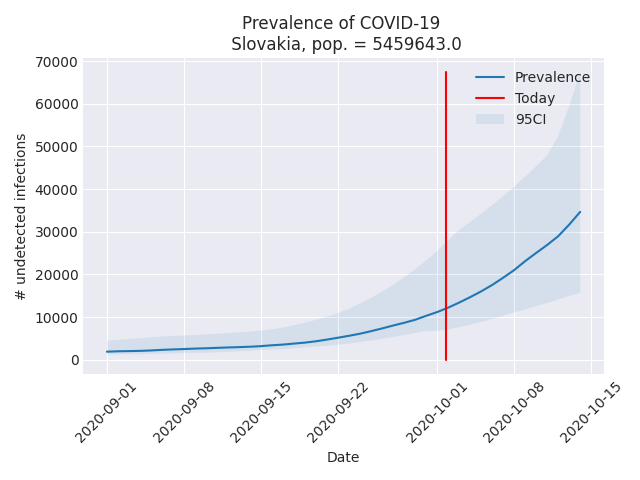 Prevalence of COVID-19
Slovakia, pop. = 5459643.0
70000
60000
50000
40000
30000
20000
10000
0
# undetected infections
Prevalence
Today
95CI
2020-09-01
2020-09-08
2020-09-15
2020-09-22
2020-10-01
2020-10-08
2020-10-15
Date